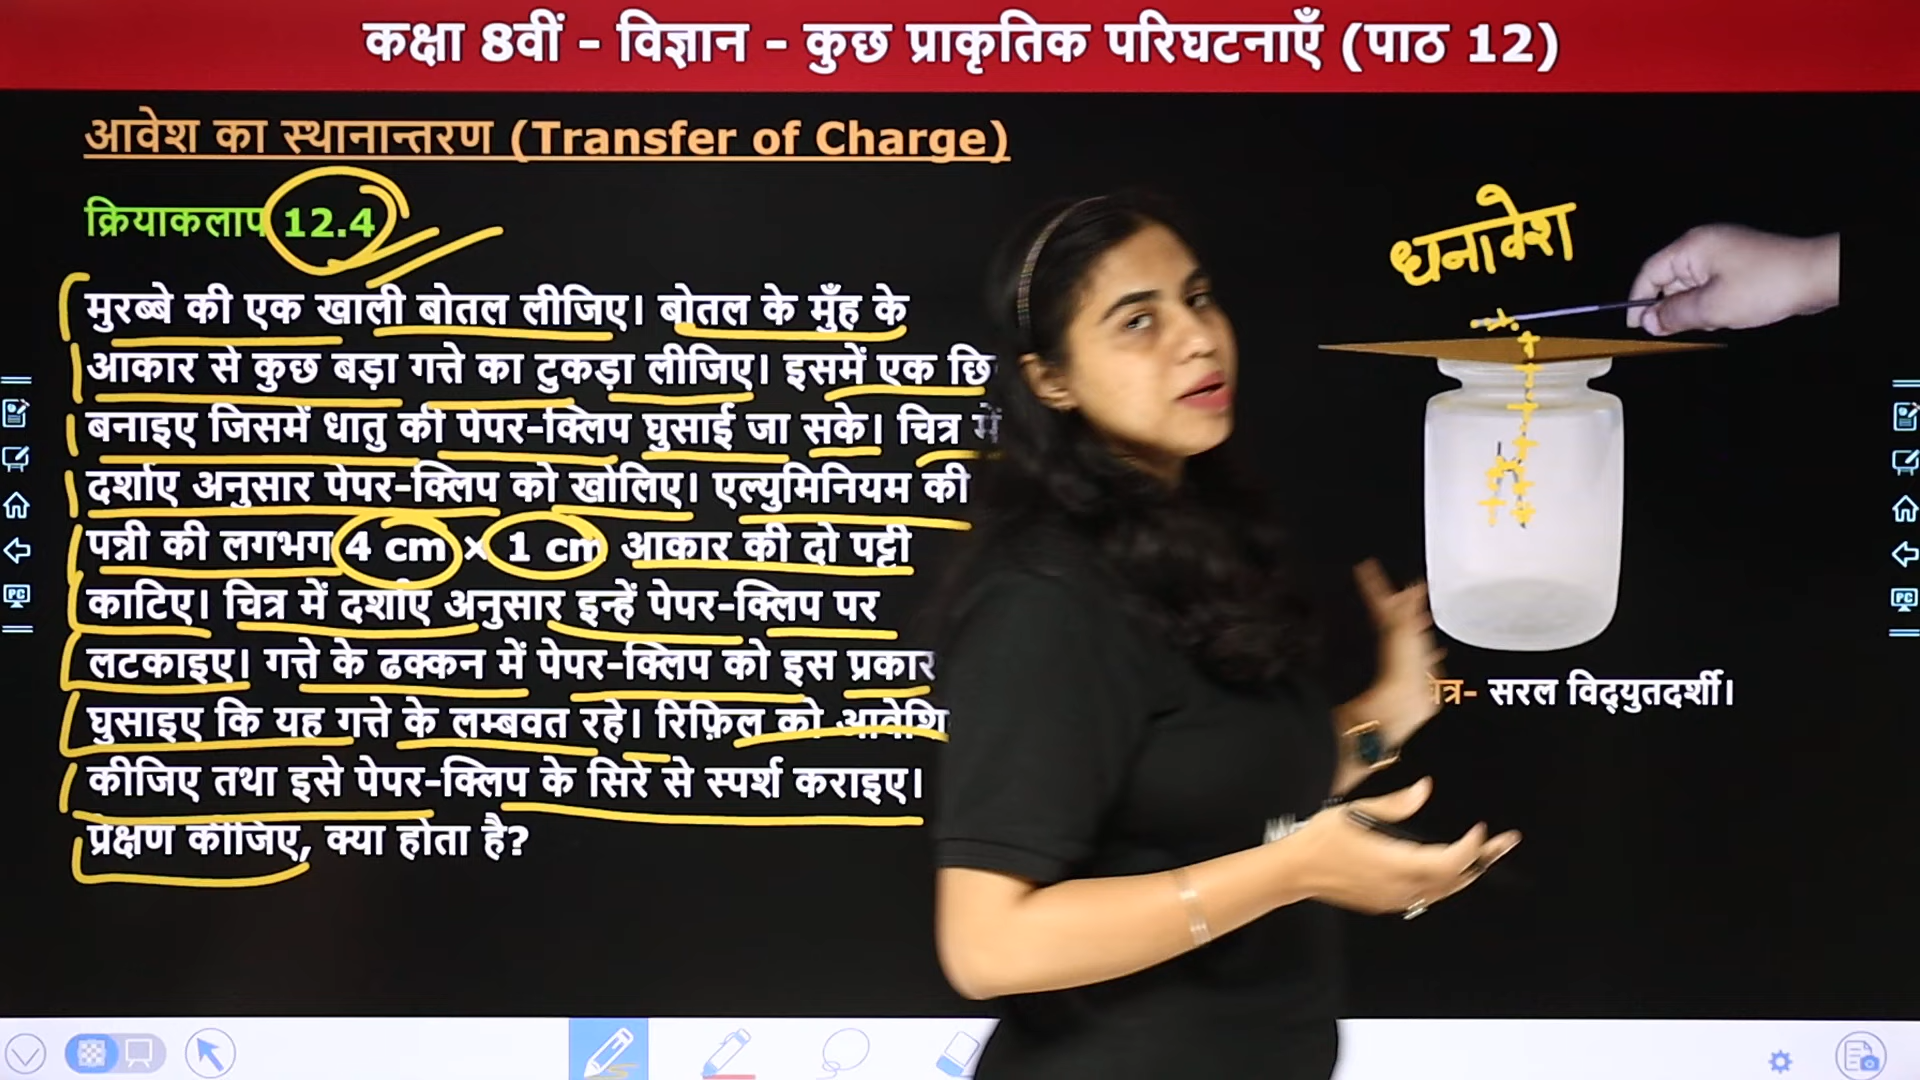 कक्षा 8वीं - विज्ञान - कुछ प्राकृतिक परिघटनाएँ (पाठ 12)
आवेश का स्थानान्तरण (Transfer of Charge)
क्रियाकलाप 12.4
मुरब्बे की एक खाली बोतल लीजिए। बोतल के मुँह के
आकार से कुछ बड़ा गत्ते का टुकड़ा लीजिए। इसमें एक
बनाइए जिसमें धातु की पेपर-क्लिप घुसाई जा सके। चित्र में
दर्शाए अनुसार पेपर-क्लिप को खोलिए। एल्युमिनियम की
पन्नी की लगभग 4 cm × 1 cm आकार की दो पट्टी
काटिए। चित्र में दर्शाए अनुसार इन्हें पेपर-क्लिप पर
लटकाइए। गत्ते के ढक्कन में पेपर-क्लिप को इस प्रकार
घुसाइए कि यह गत्ते के लम्बवत रहे। रिफ़िल को
कीजिए तथा इसे पेपर-क्लिप के सिरे से स्पर्श कराइए।
प्रेक्षण कीजिए, क्या होता है?
धनावेश
सरल विद्युतदर्शी।
PC
PC